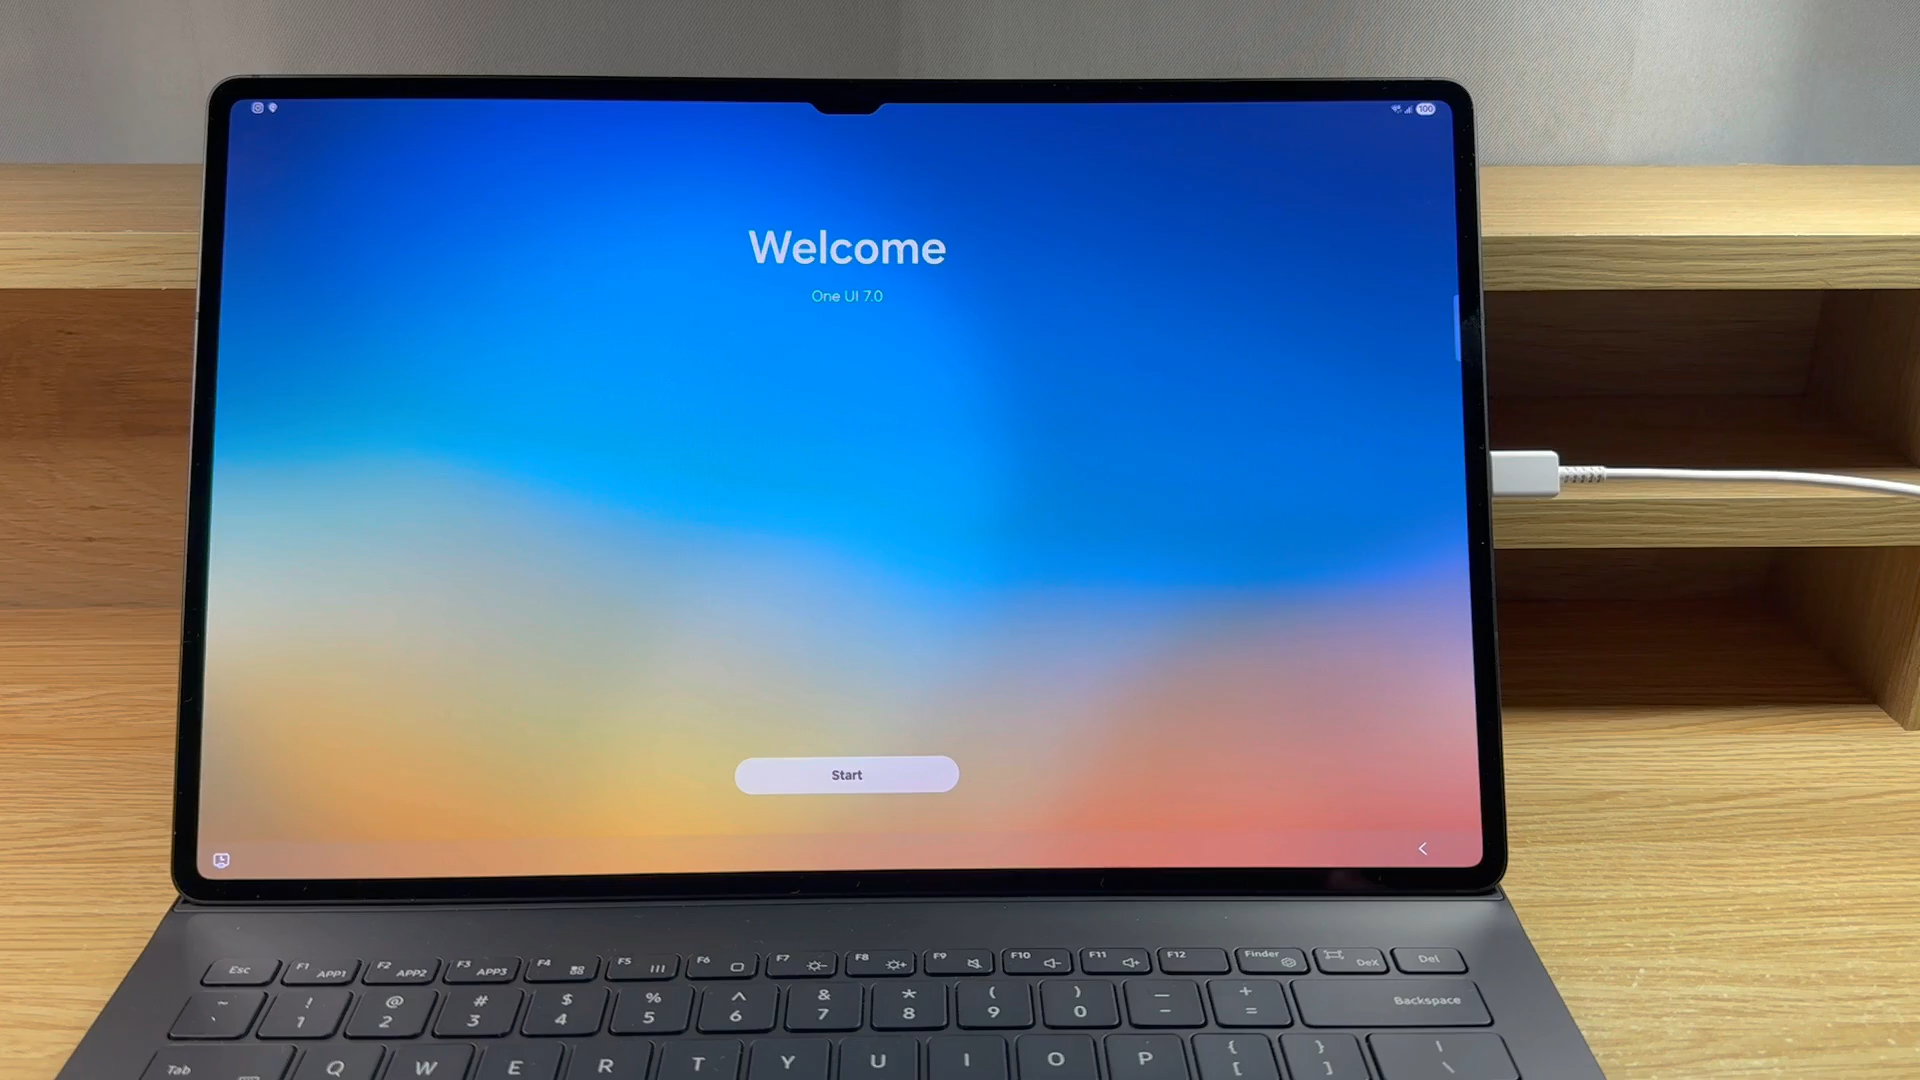 100
Welcome
One UI 7.0
Start
Esc F1 APP1 F2 APP2 F3 APP3 F4 F5 F6 F7 F8 F9 F10 F11 F12 Finder DeX Del
~ ` ! 1 @ 2 # 3 $ 4 % 5 ^ 6 & 7 * 8 ( 9 ) 0 — - + = Backspace
Tab Q W E R T Y U I O P { [ } ] | \